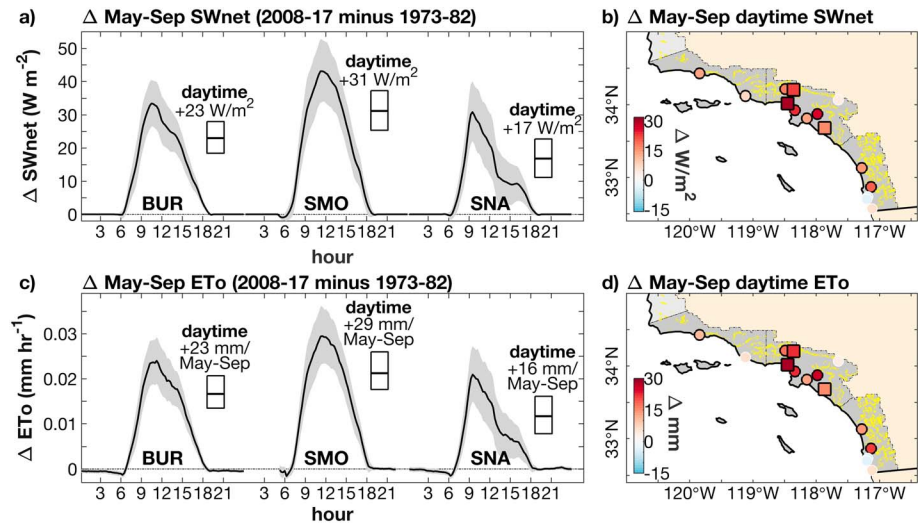 a) Δ May-Sep SWnet (2008-17 minus 1973-82)
Δ SWnet (W m-2)
50
40
30
20
10
0
daytime
+23 W/m2
daytime
+31 W/m2
daytime
+17 W/m2
BUR SMO SNA
3 6 9 12 15 18 21 3 6 9 12 15 18 21 3 6 9 12 15 18 21
hour
b) Δ May-Sep daytime SWnet
34°N
33°N
30
15
0
-15
Δ W/m2
120°W 119°W 118°W 117°W
c) Δ May-Sep ETo (2008-17 minus 1973-82)
Δ ETo (mm hr-1)
0.03
0.02
0.01
0
daytime
+23 mm/
May-Sep
daytime
+29 mm/
May-Sep
daytime
+16 mm/
May-Sep
BUR SMO SNA
3 6 9 12 15 18 21 3 6 9 12 15 18 21 3 6 9 12 15 18 21
hour
d) Δ May-Sep daytime ETo
34°N
33°N
30
15
0
-15
Δ mm
120°W 119°W 118°W 117°W